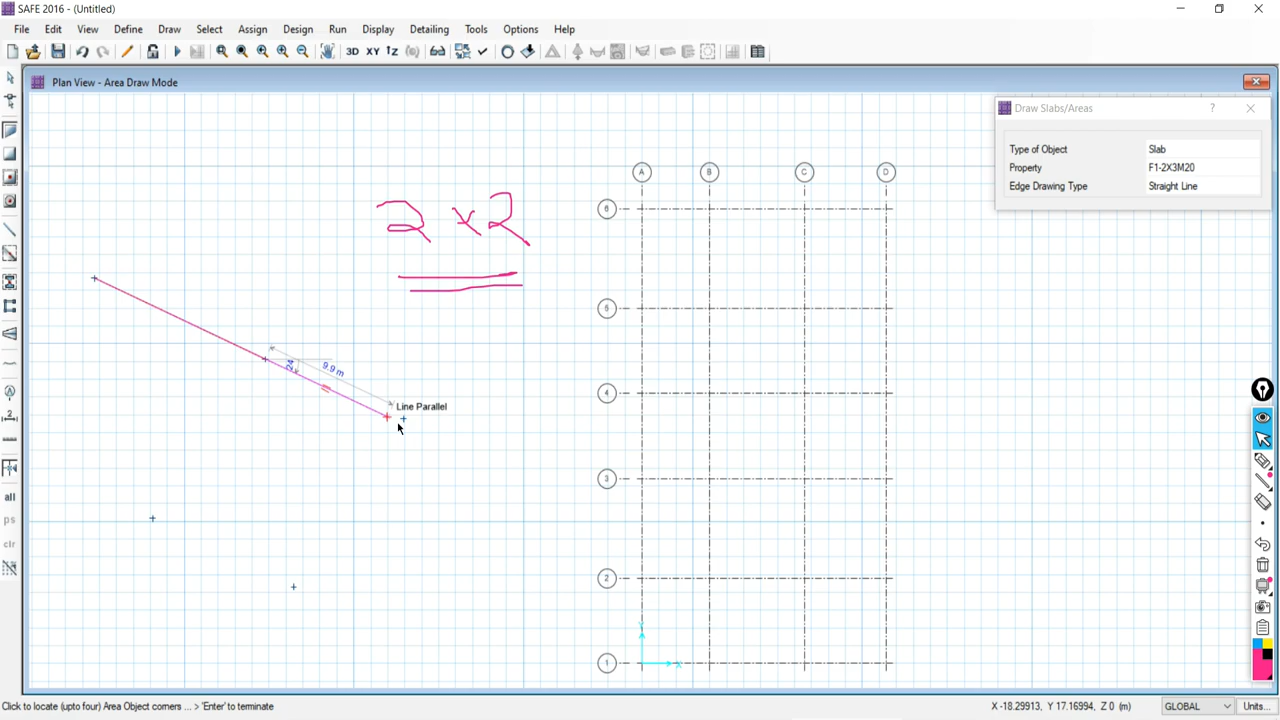 SAFE 2016 - (Untitled)
File Edit View Define Draw Select Assign Design Run Display Detailing Tools Options Help
3D XY
Plan View - Area Draw Mode
Draw Slabs/Areas ?
Type of Object Slab
Property F1-2X3M20
Edge Drawing Type Straight Line
A B C D
6
2 x 2
5
24 9.9 m
4
Line Parallel
3
all
ps
clr
2
Y
1 X
Click to locate (upto four) Area Object corners ... > 'Enter' to terminate X -18.29913, Y 17.16994, Z 0 (m) GLOBAL Units...